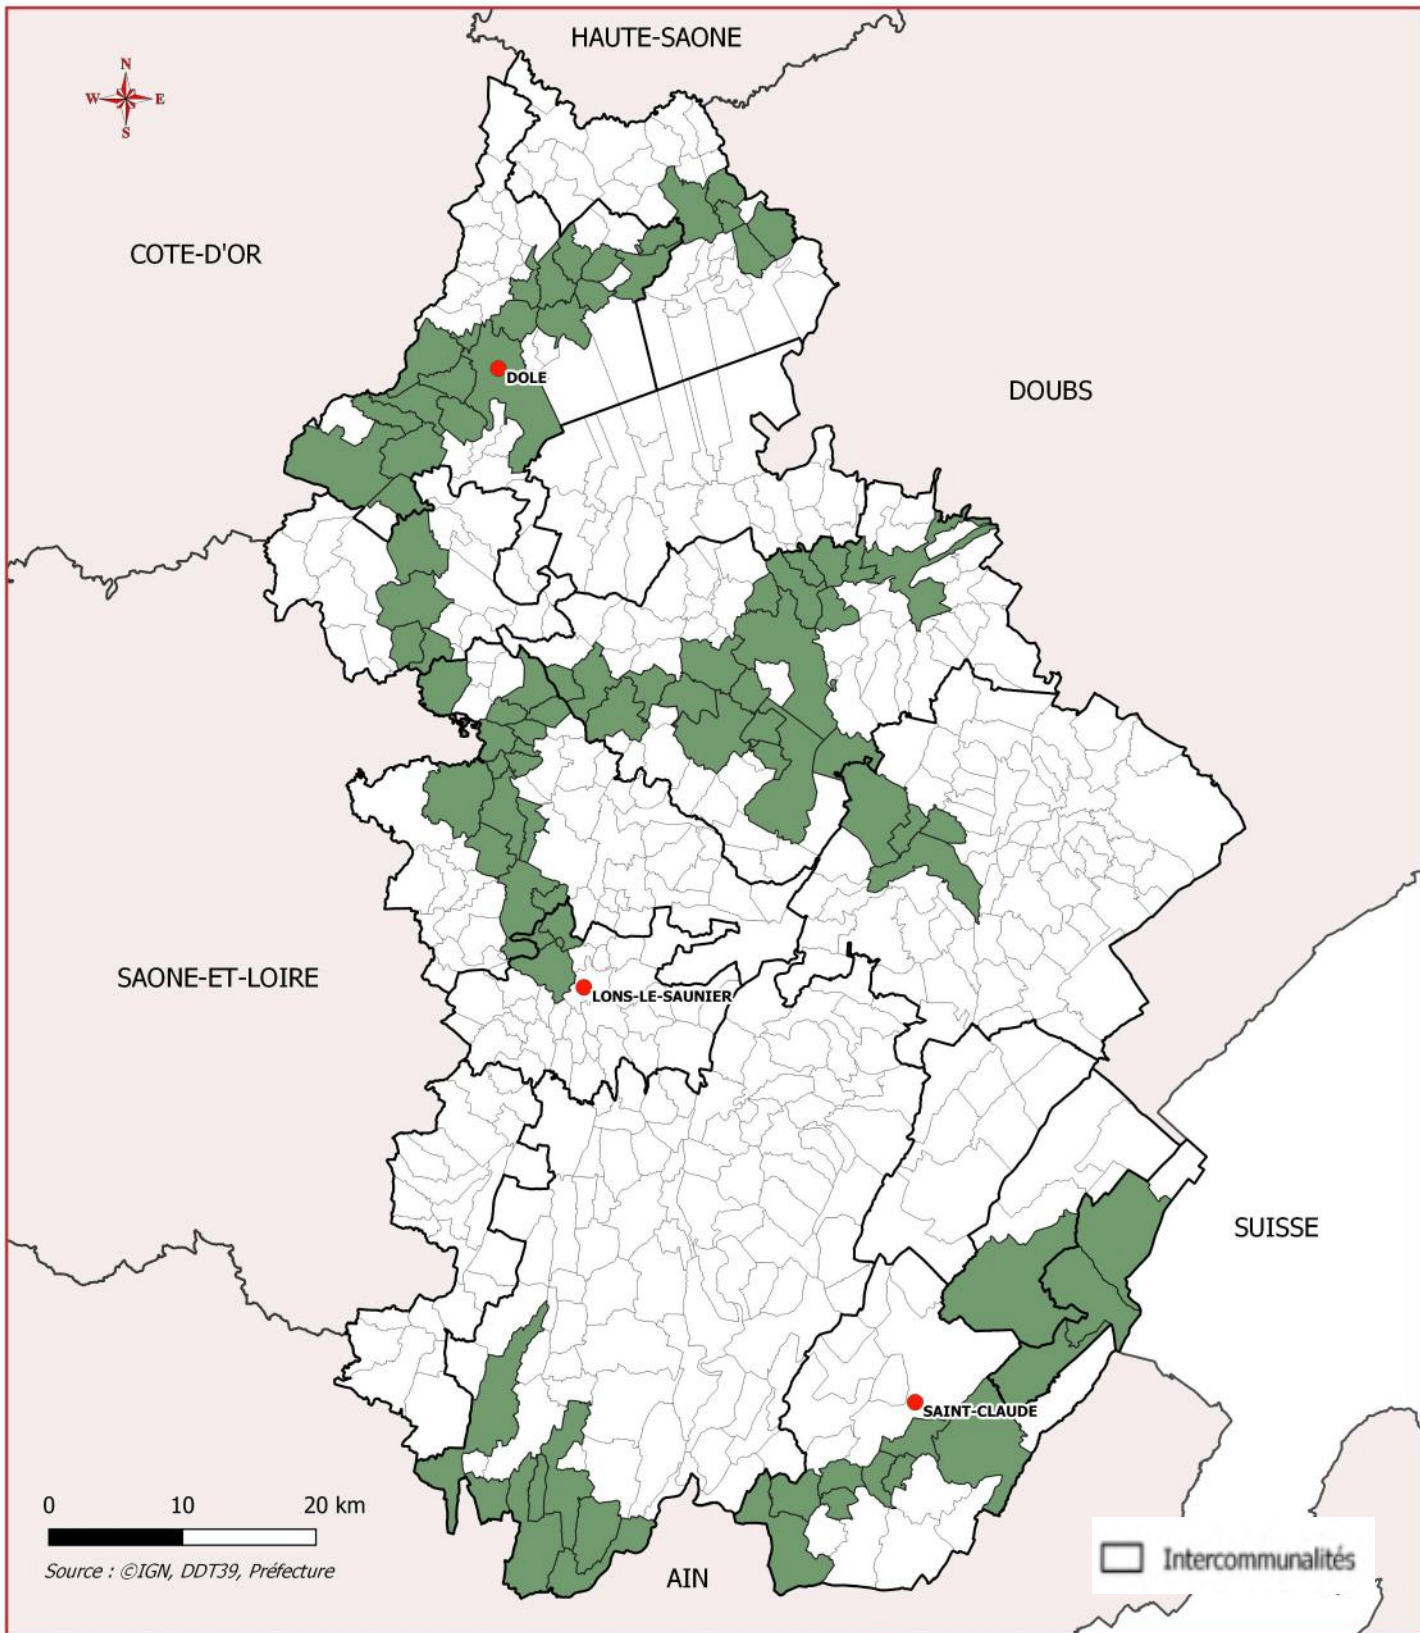 HAUTE-SAONE
N
W E
S
COTE-D'OR
DOUBS
DOLE
SAONE-ET-LOIRE
LONS-LE-SAUNIER
SUISSE
SAINT-CLAUDE
0 10 20 km
Source : ©IGN, DDT39, Préfecture
AIN
Intercommunalités